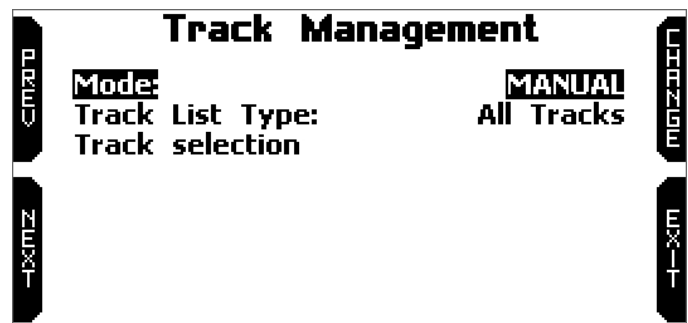 Track Management
PREV
CHANGE
Mode: MANUAL
Track List Type: All Tracks
Track selection
NEXT
EXIT